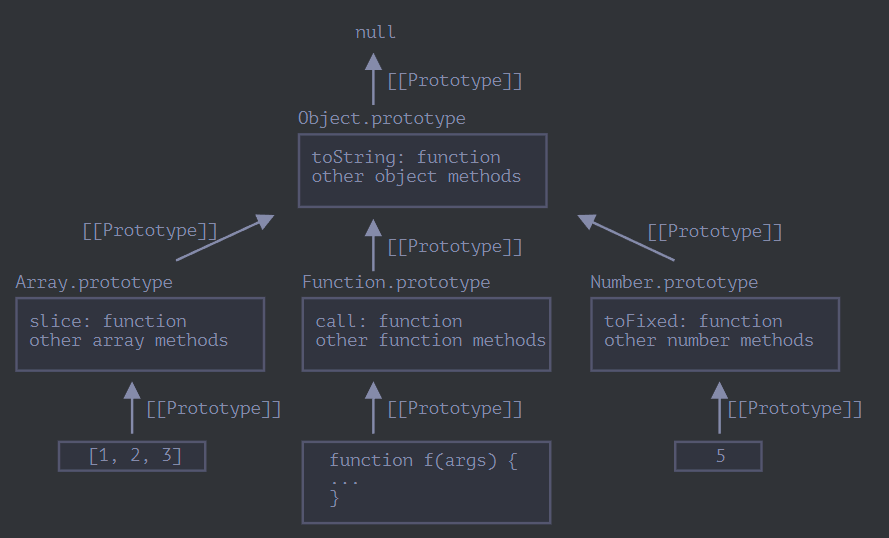 null
[[Prototype]]
Object.prototype
toString: function
other object methods
[[Prototype]]
[[Prototype]]
[[Prototype]]
Array.prototype
slice: function
other array methods
Function.prototype
call: function
other function methods
Number.prototype
toFixed: function
other number methods
[[Prototype]]
[[Prototype]]
[[Prototype]]
[1, 2, 3]
function f(args) {
...
}
5